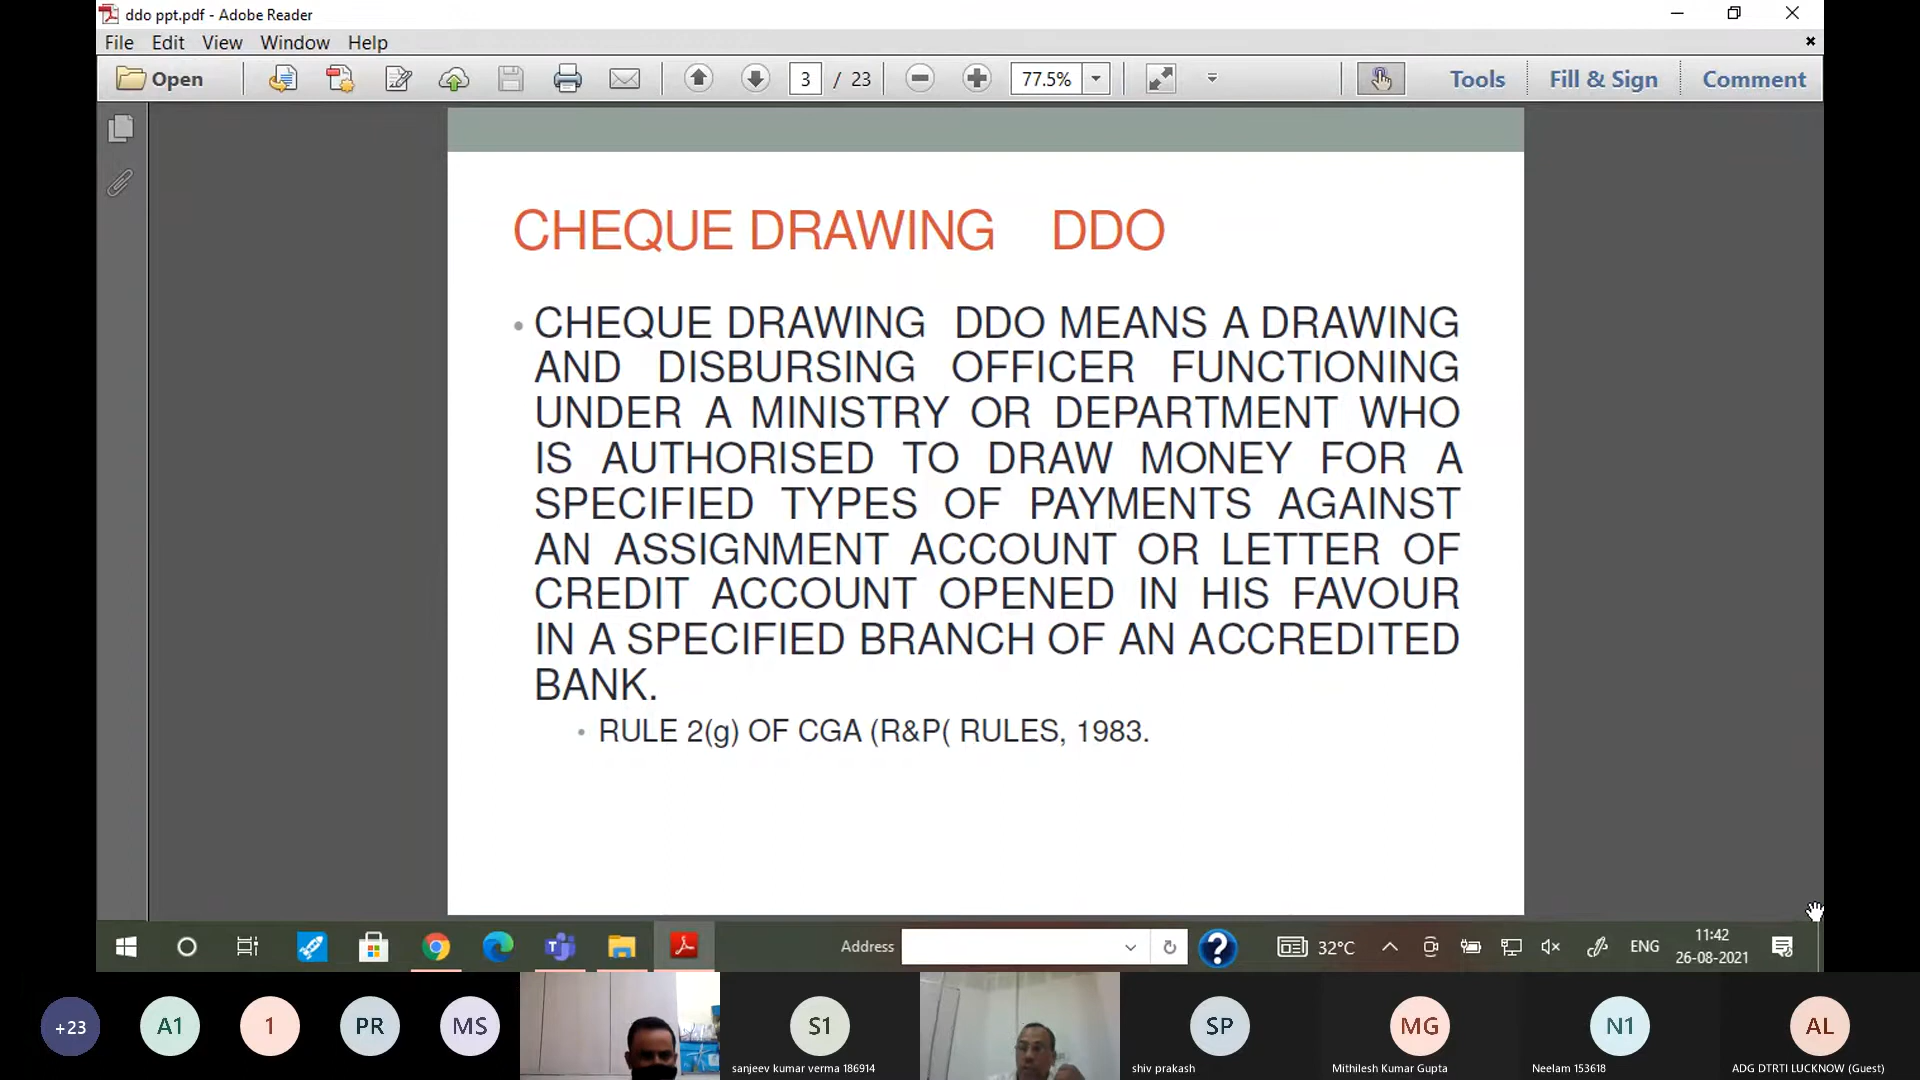 ddo ppt.pdf - Adobe Reader
File Edit View Window Help
Open 3 / 23 77.5% Tools Fill & Sign Comment
CHEQUE DRAWING DDO
• CHEQUE DRAWING DDO MEANS A DRAWING
AND DISBURSING OFFICER FUNCTIONING
UNDER A MINISTRY OR DEPARTMENT WHO
IS AUTHORISED TO DRAW MONEY FOR A
SPECIFIED TYPES OF PAYMENTS AGAINST
AN ASSIGNMENT ACCOUNT OR LETTER OF
CREDIT ACCOUNT OPENED IN HIS FAVOUR
IN A SPECIFIED BRANCH OF AN ACCREDITED
BANK.
• RULE 2(g) OF CGA (R&P( RULES, 1983.
Address 32°C ENG 11:42
26-08-2021
+23 A1 1 PR MS S1 SP MG N1 AL
sanjeev kumar verma 186914 shiv prakash Mithilesh Kumar Gupta Neelam 153618 ADG DTRTI LUCKNOW (Guest)